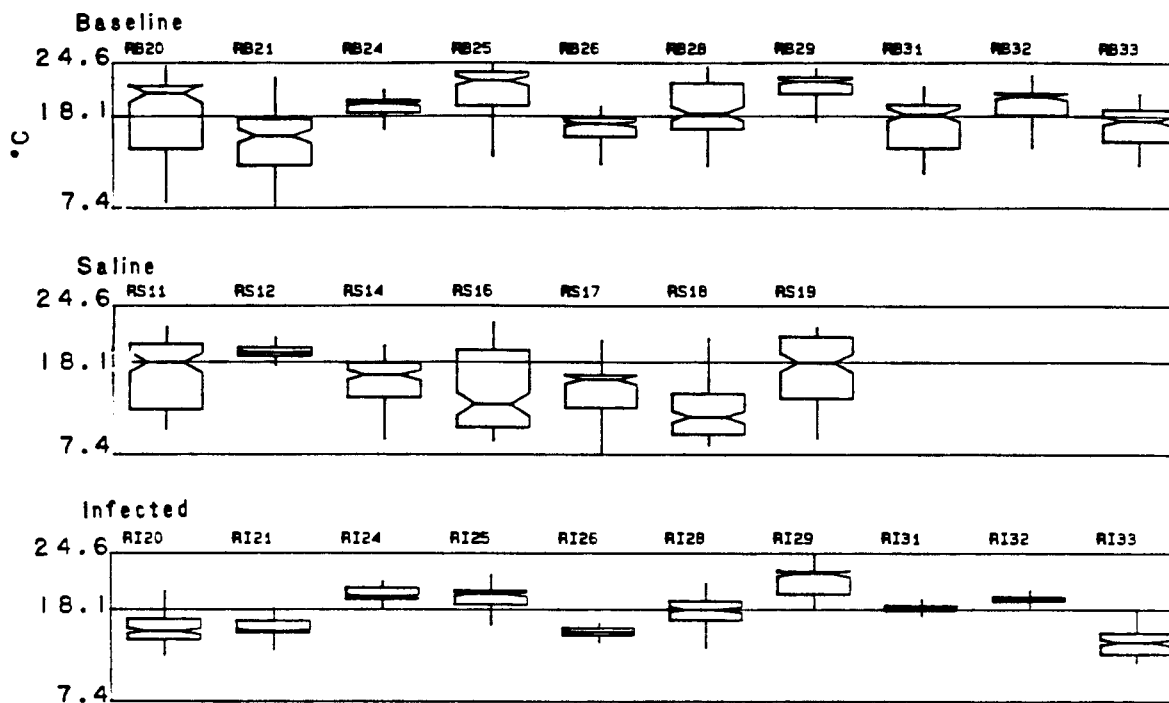 Baseline
RB20 RB21 RB24 RB25 RB26 RB28 RB29 RB31 RB32 RB33
24.6
18.1
°C
7.4
Saline
RS11 RS12 RS14 RS16 RS17 RS18 RS19
24.6
18.1
7.4
Infected
RI20 RI21 RI24 RI25 RI26 RI28 RI29 RI31 RI32 RI33
24.6
18.1
7.4